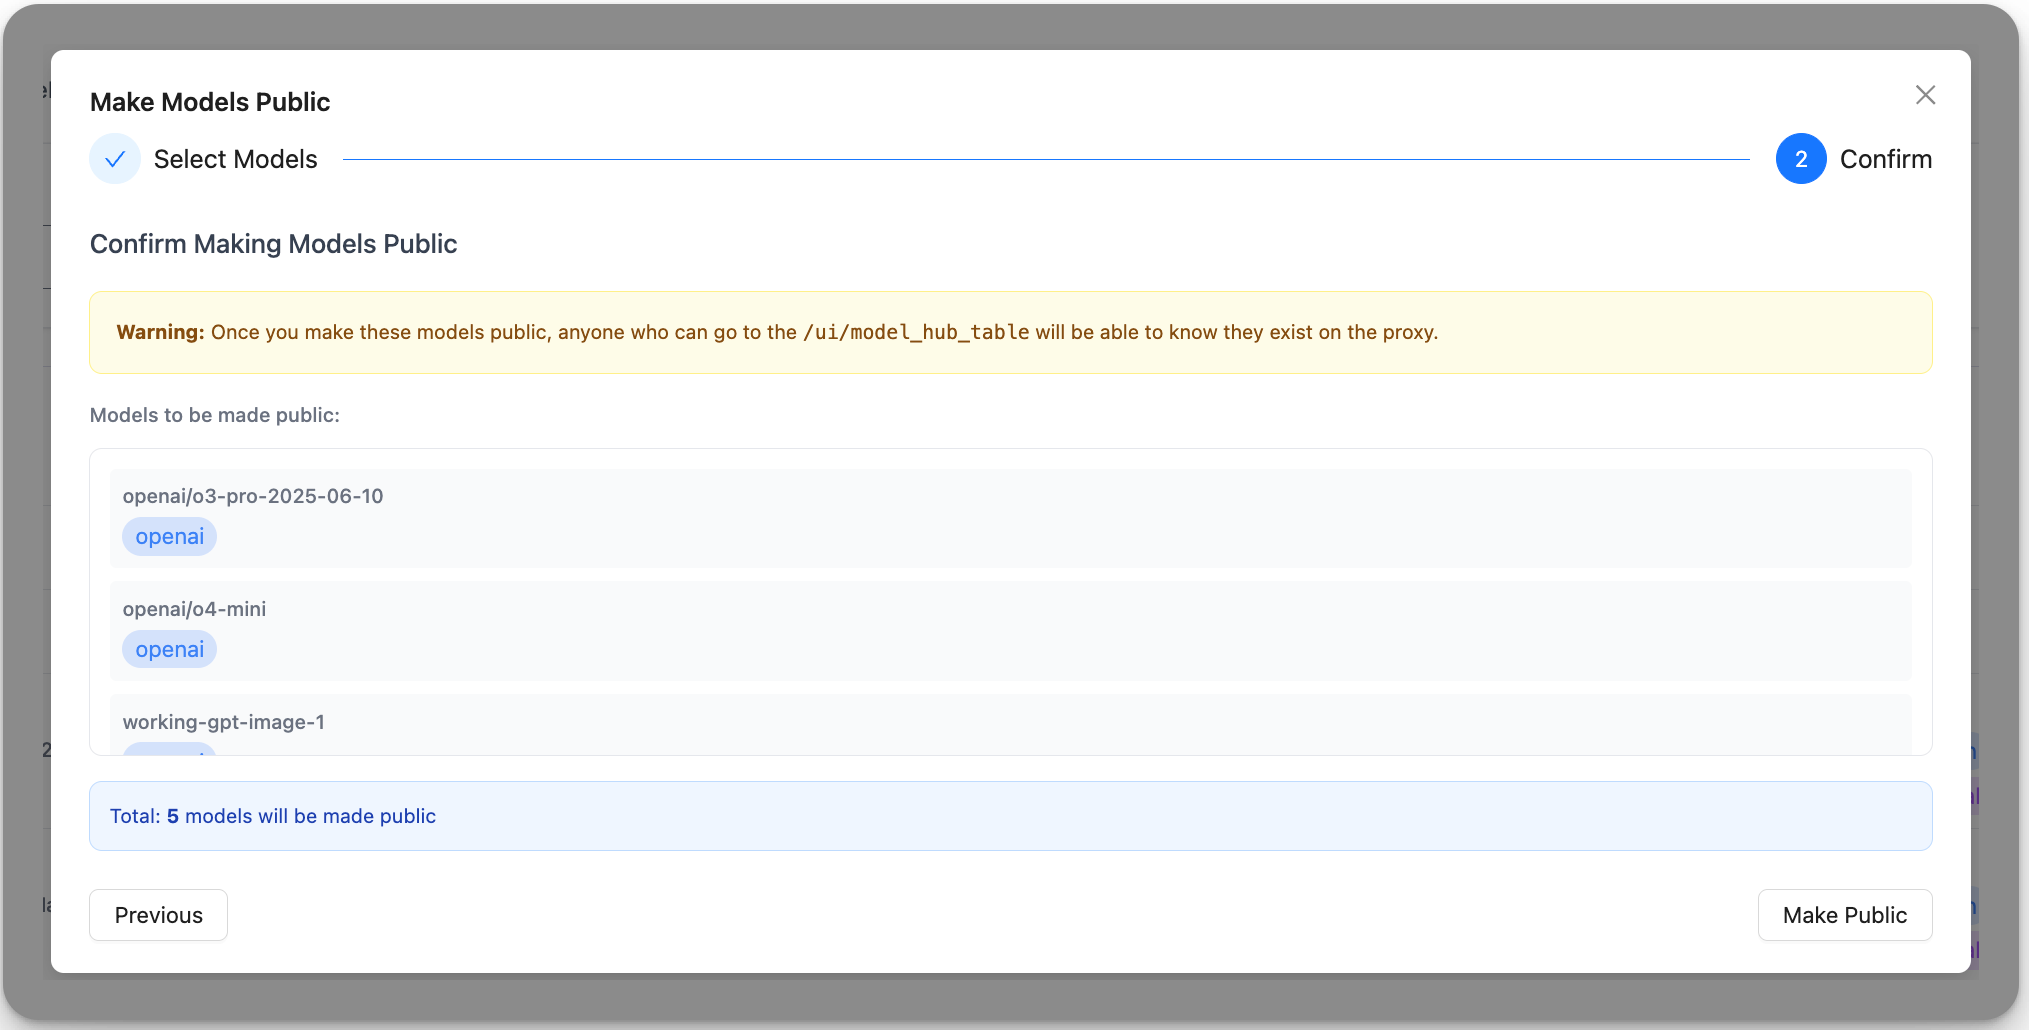 Make Models Public
Select Models
2 Confirm
Confirm Making Models Public
Warning: Once you make these models public, anyone who can go to the /ui/model_hub_table will be able to know they exist on the proxy.
Models to be made public:
openai/o3-pro-2025-06-10
openai
openai/o4-mini
openai
working-gpt-image-1
Total: 5 models will be made public
Previous
Make Public